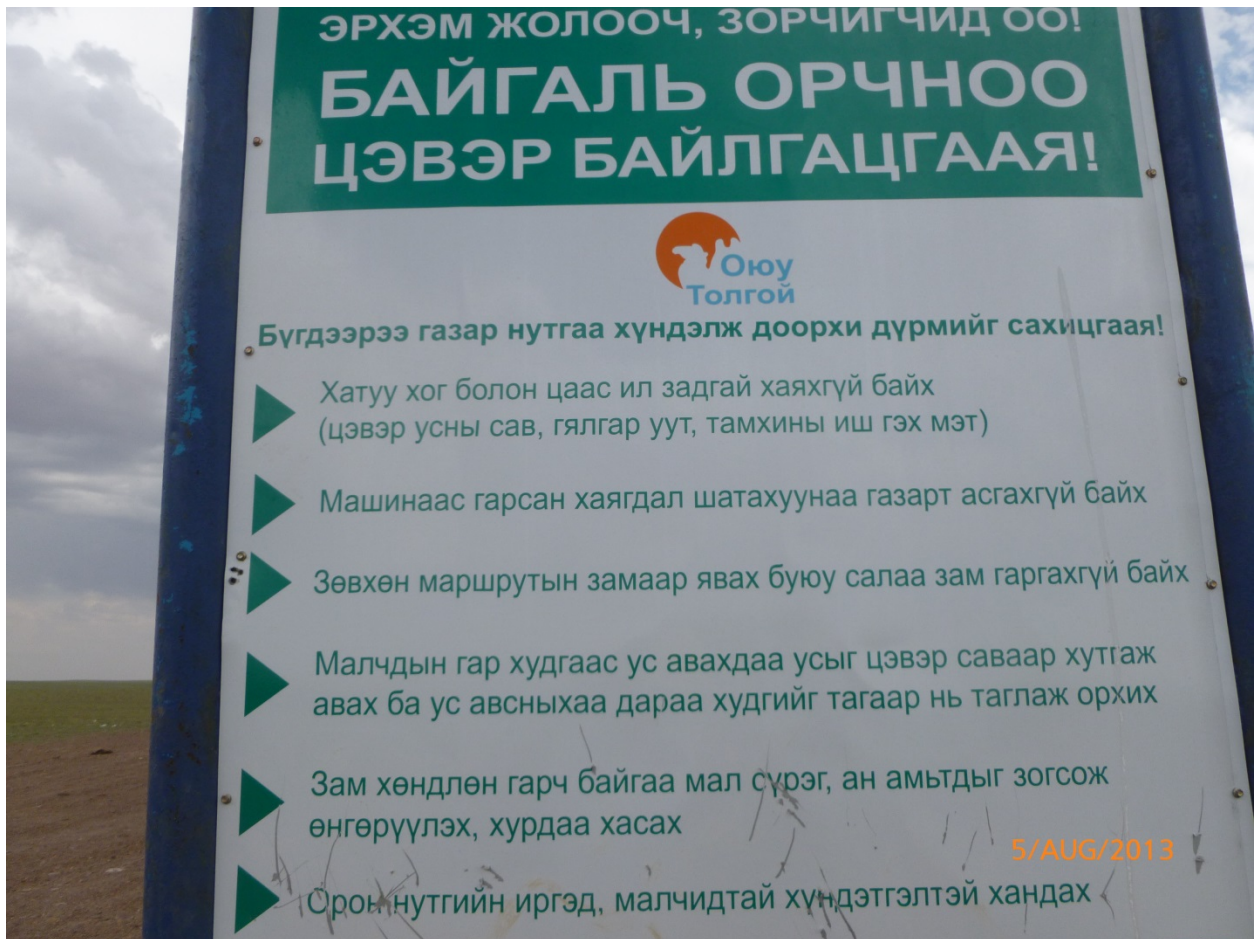 ЭРХЭМ ЖОЛООЧ, ЗОРЧИГЧИД ОО!
БАЙГАЛЬ ОРЧНОО
ЦЭВЭР БАЙЛГАЦГААЯ!
Оюу
Толгой
Бүгдээрээ газар нутгаа хүндэлж доорхи дүрмийг сахицгаая!
Хатуу хог болон цаас ил задгай хаяхгүй байх
(цэвэр усны сав, гялгар уут, тамхины иш гэх мэт)
Машинаас гарсан хаягдал шатахуунаа газарт асгахгүй байх
Зөвхөн маршрутын замаар явах буюу салаа зам гаргахгүй байх
Малчдын гар худгаас ус авахдаа усыг цэвэр саваар хутгаж
авах ба ус авсныхаа дараа худгийг тагаар нь таглаж орхих
Зам хөндлөн гарч байгаа мал сүрэг, ан амьтдыг зогсож
өнгөрүүлэх, хурдаа хасах
5/AUG/2013
Орон нутгийн иргэд, малчидтай хүндэтгэлтэй хандах